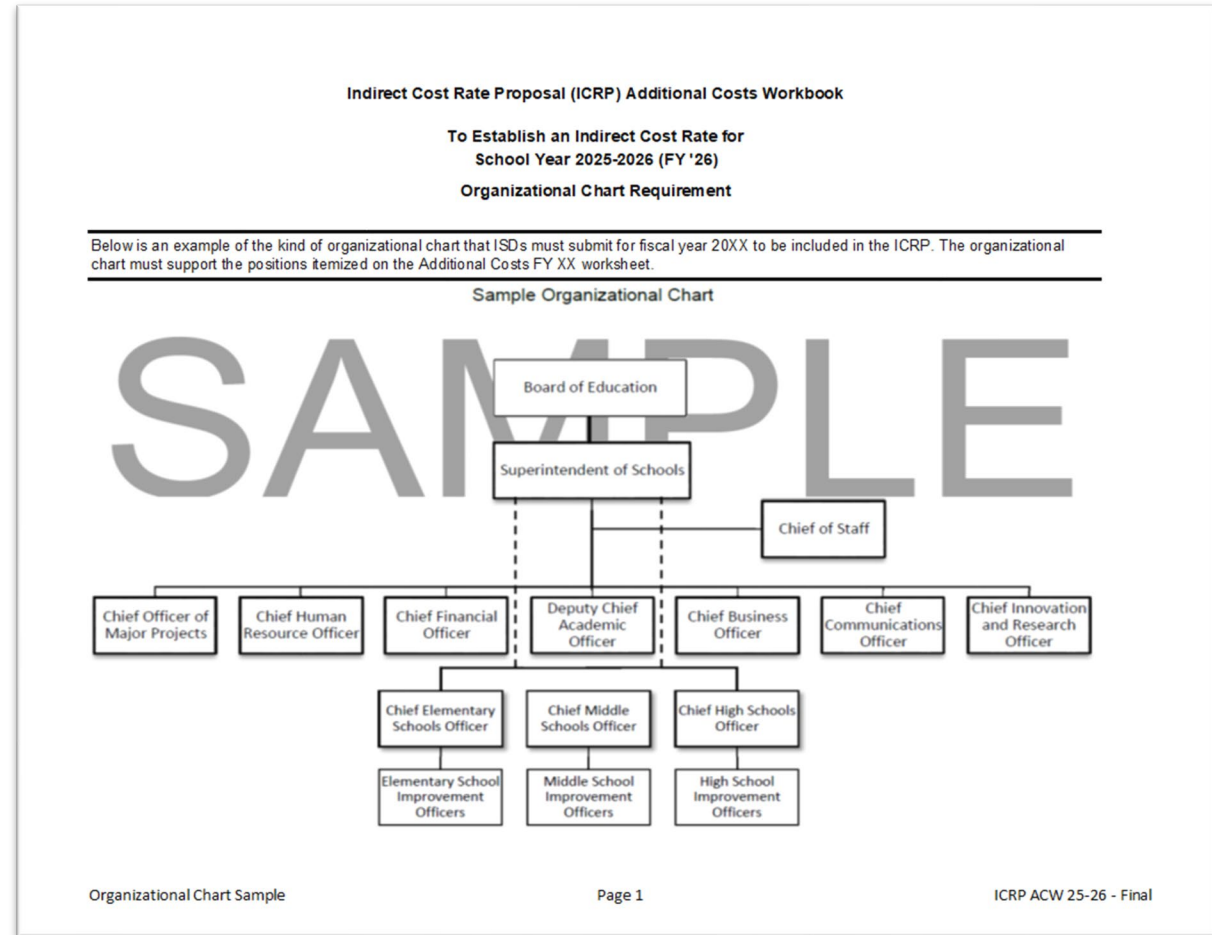 Indirect Cost Rate Proposal (ICRP) Additional Costs Workbook
To Establish an Indirect Cost Rate for
School Year 2025-2026 (FY '26)
Organizational Chart Requirement
Below is an example of the kind of organizational chart that ISDs must submit for fiscal year 20XX to be included in the ICRP. The organizational
chart must support the positions itemized on the Additional Costs FY XX worksheet.
Sample Organizational Chart
SAMPLE
Board of Education
Superintendent of Schools
Chief of Staff
Chief Officer of
Major Projects
Chief Human
Resource Officer
Chief Financial
Officer
Deputy Chief
Academic
Officer
Chief Business
Officer
Chief
Communications
Officer
Chief Innovation
and Research
Officer
Chief Elementary
Schools Officer
Chief Middle
Schools Officer
Chief High Schools
Officer
Elementary School
Improvement
Officers
Middle School
Improvement
Officers
High School
Improvement
Officers
Organizational Chart Sample
Page 1
ICRP ACW 25-26 - Final